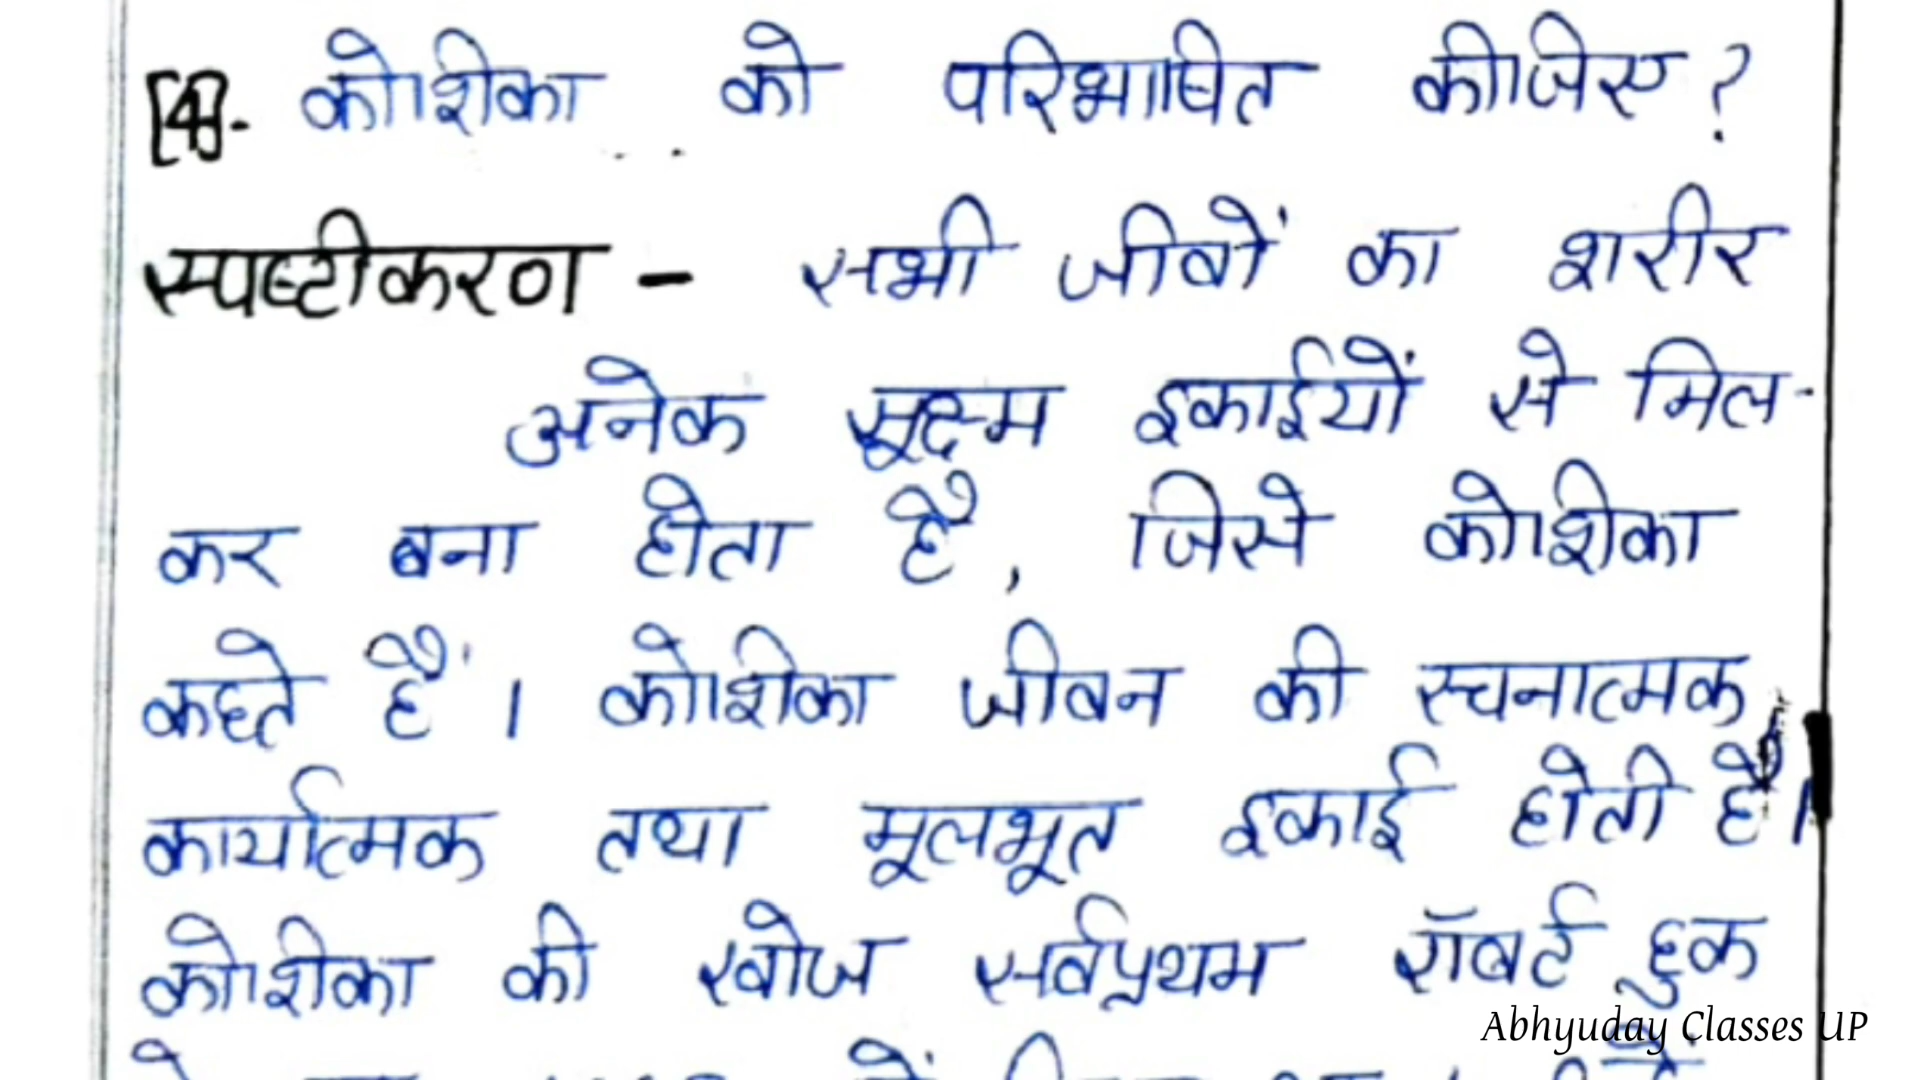 [4]. कोशिका को परिभाषित कीजिए?
स्पष्टीकरण - सभी जीवों का शरीर
अनेक सूक्ष्म इकाईयों से मिल-
कर बना होता है, जिसे कोशिका
कहते हैं। कोशिका जीवन की रचनात्मक,
कार्यात्मक तथा मूलभूत इकाई होती है।
कोशिका की खोज सर्वप्रथम रॉबर्ट हुक
Abhyuday Classes UP